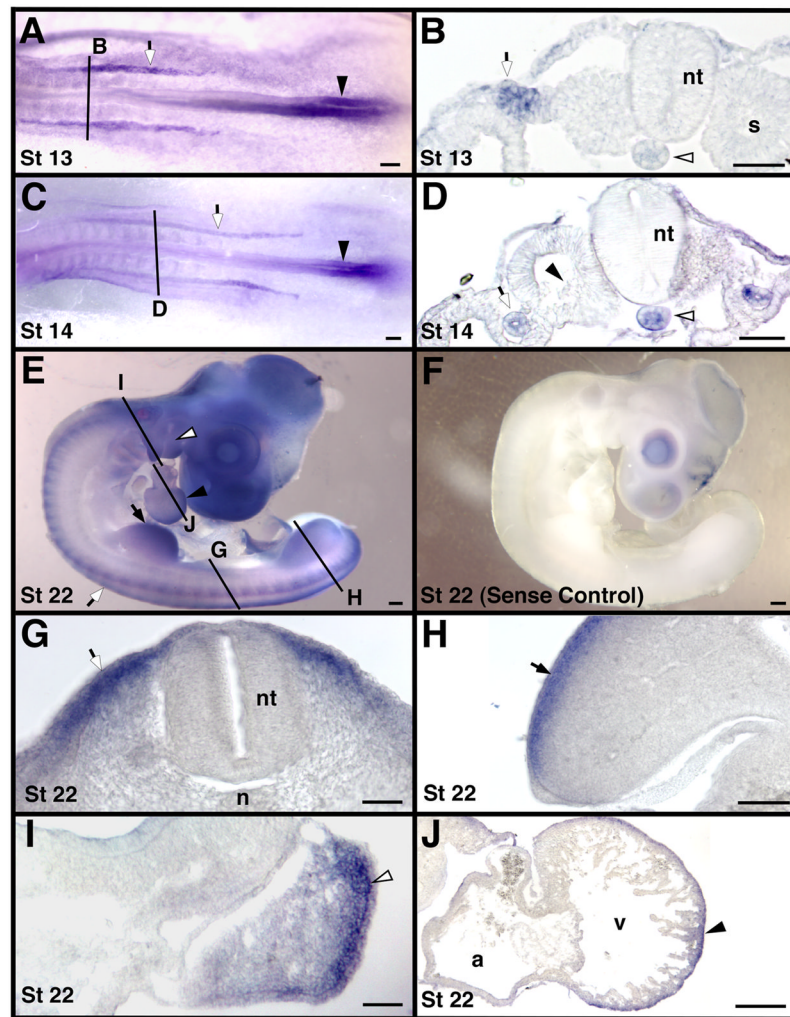 A
B
St 13
B
nt
s
St 13
C
D
St 14
D
nt
St 14
E
I
J
G
H
St 22
F
St 22 (Sense Control)
G
nt
n
St 22
H
St 22
I
St 22
J
v
a
St 22